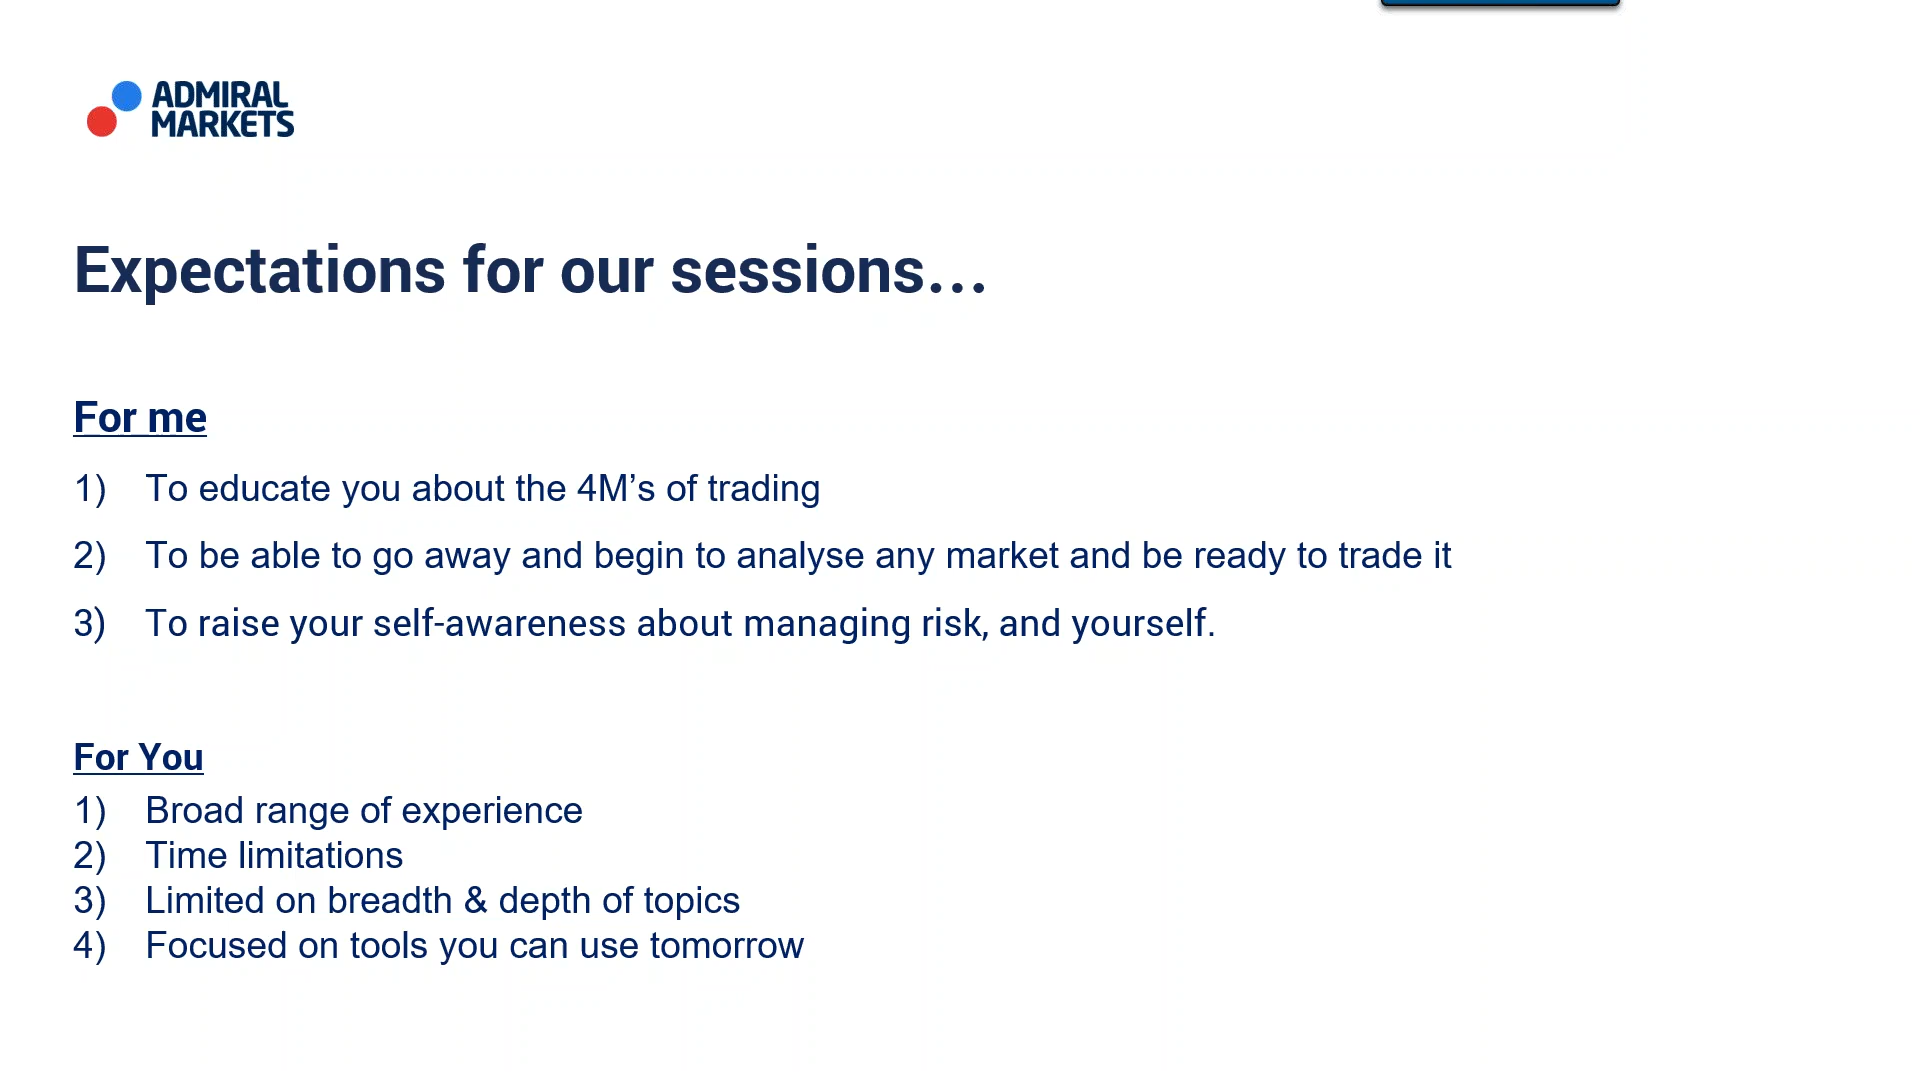 ADMIRAL
MARKETS
Expectations for our sessions…
For me
1) To educate you about the 4M’s of trading
2) To be able to go away and begin to analyse any market and be ready to trade it
3) To raise your self-awareness about managing risk, and yourself.
For You
1) Broad range of experience
2) Time limitations
3) Limited on breadth & depth of topics
4) Focused on tools you can use tomorrow